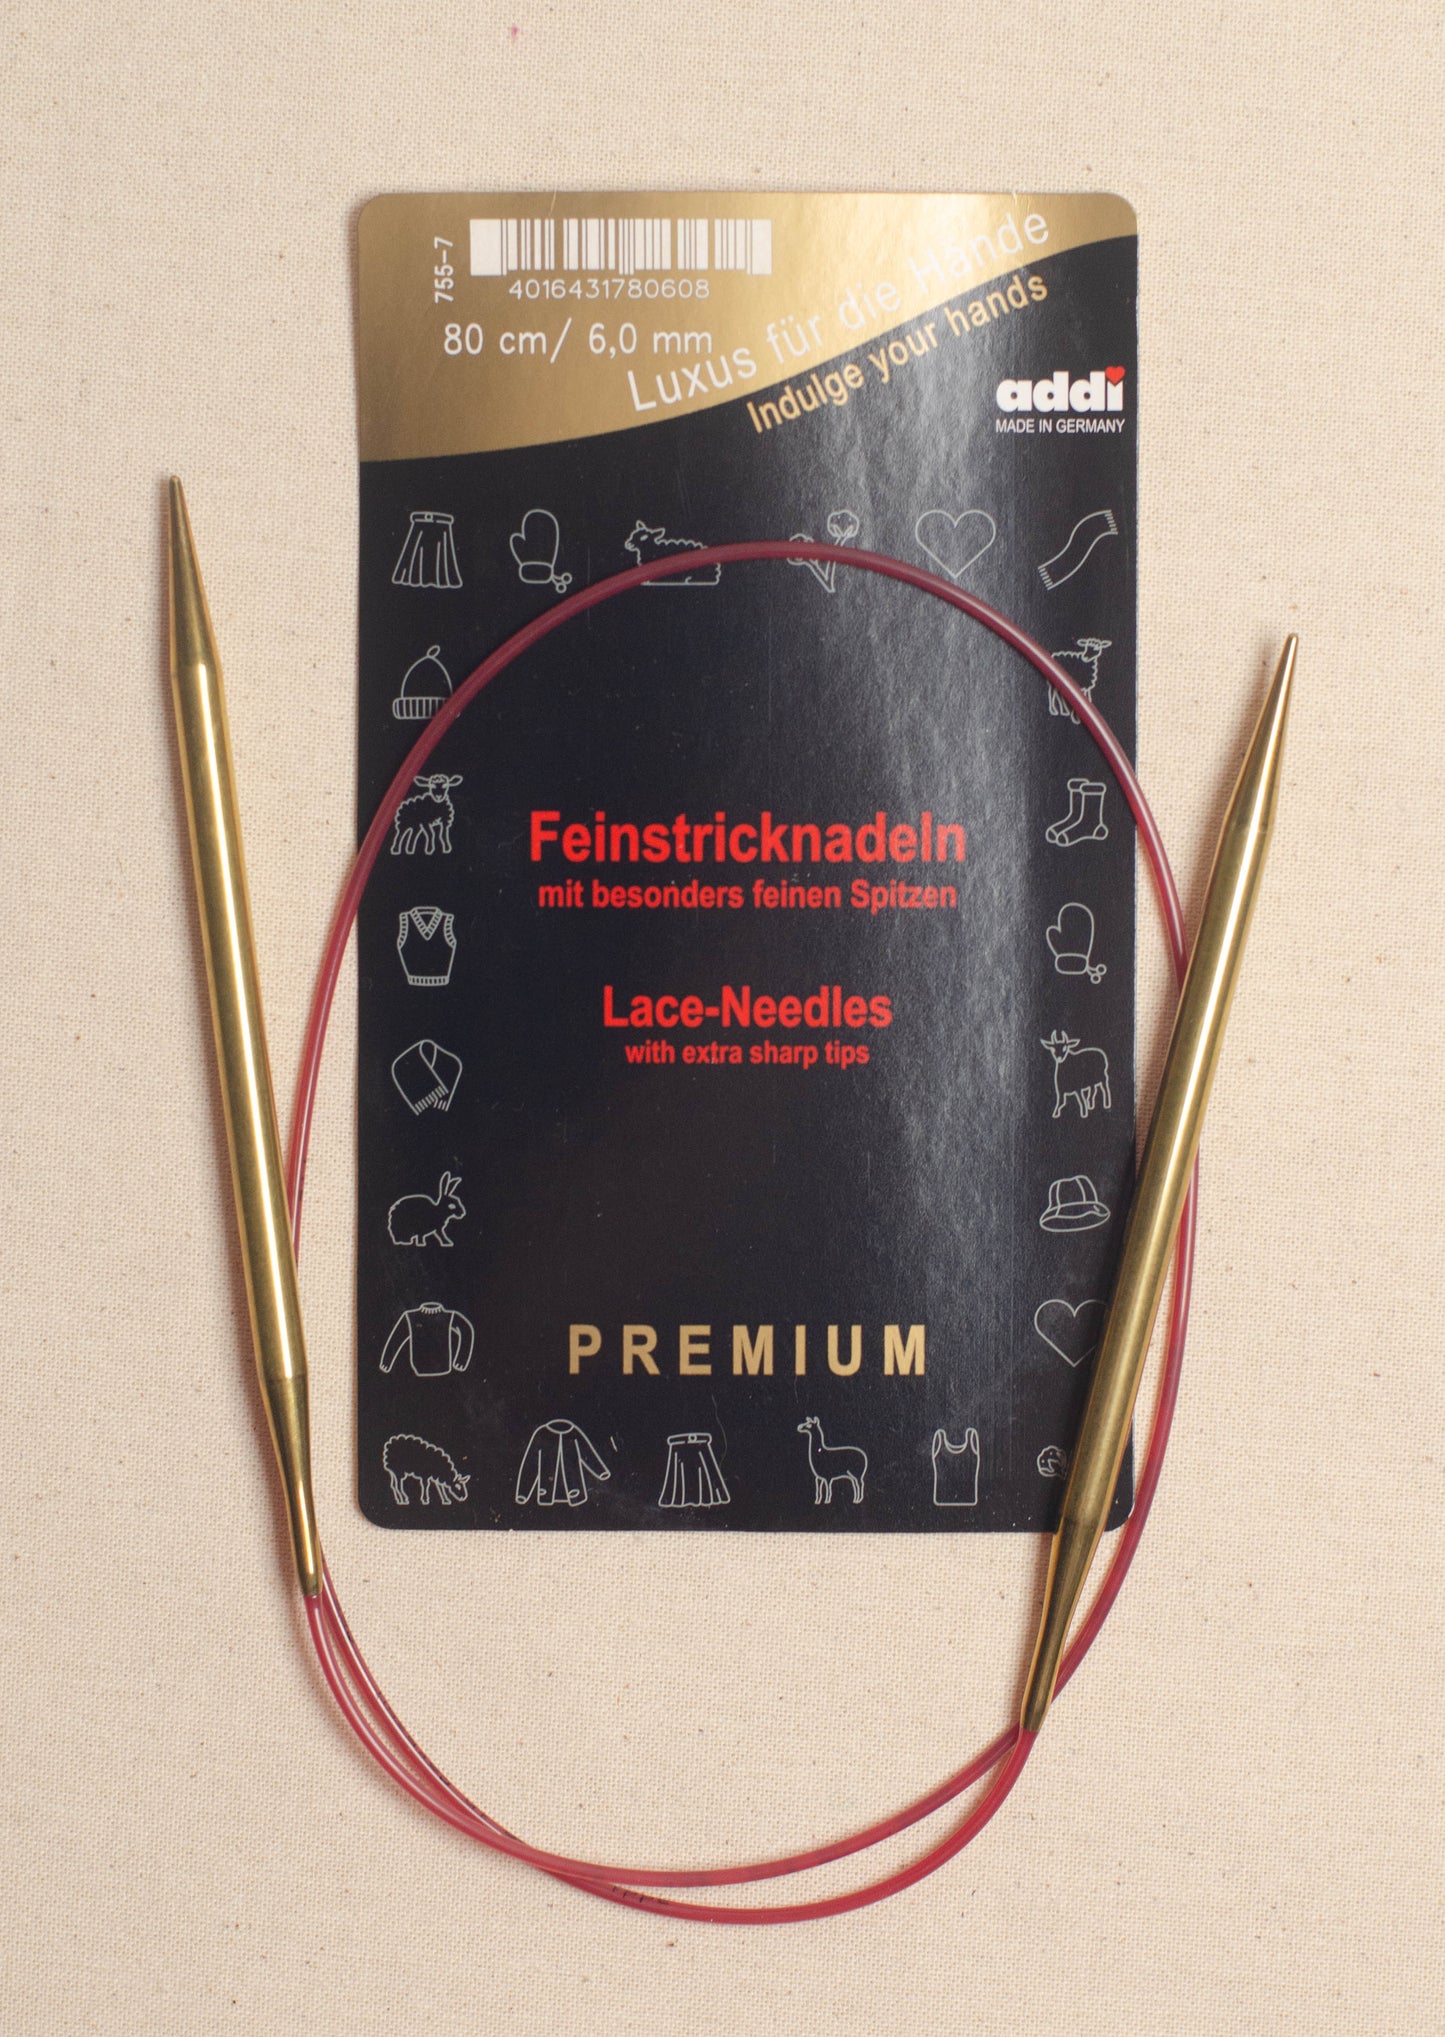 755-7
4016431780608
80 cm/ 6,0 mm
Luxus für die Hände
Indulge your hands
addi
MADE IN GERMANY
Feinstricknadeln
mit besonders feinen Spitzen
Lace-Needles
with extra sharp tips
PREMIUM